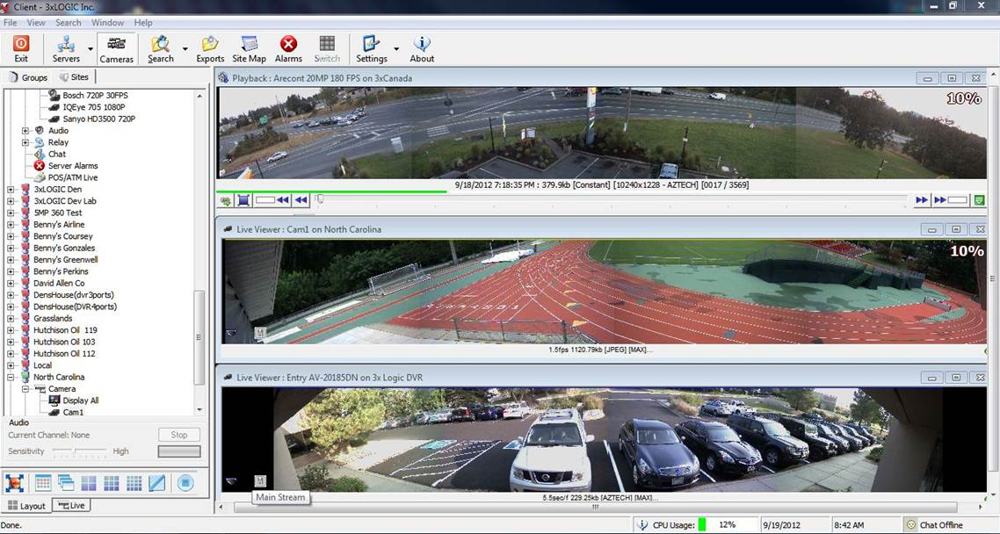 Client - 3xLOGIC Inc.
File View Search Window Help
Exit Servers Cameras Search Exports Site Map Alarms Switch Settings About
Groups Sites
Bosch 720P 30FPS
IQEye 705 1080P
Sanyo HD3500 720P
Audio
Relay
Chat
Server Alarms
POS/ATM Live
3xLOGIC Den
3xLOGIC Dev Lab
5MP 360 Test
Benny's Airline
Benny's Coursey
Benny's Gonzales
Benny's Greenwell
Benny's Perkins
David Allen Co
DensHouse(dvr3ports)
DensHouse(DVR4ports)
Grasslands
Hutchison Oil 119
Hutchison Oil 103
Hutchison Oil 112
Local
North Carolina
Camera
Display All
Cam1
Audio
Current Channel: None
Stop
Sensitivity High
Layout Live
Playback : Arecont 20MP 180 FPS on 3xCanada
10%
9/18/2012 7:18:35 PM : 379.9kb [Constant] [10240x1228 - AZTECH] [0017 / 3569]
Live Viewer : Cam1 on North Carolina
10%
M
1.5fps 1120.79kb [JPEG] [MAX]...
Live Viewer : Entry AV-20185DN on 3x Logic DVR
M
Main Stream
5.5sec/f 229.25kb [AZTECH] [MAX]...
Done.
CPU Usage: 12% 9/19/2012 8:42 AM Chat Offline